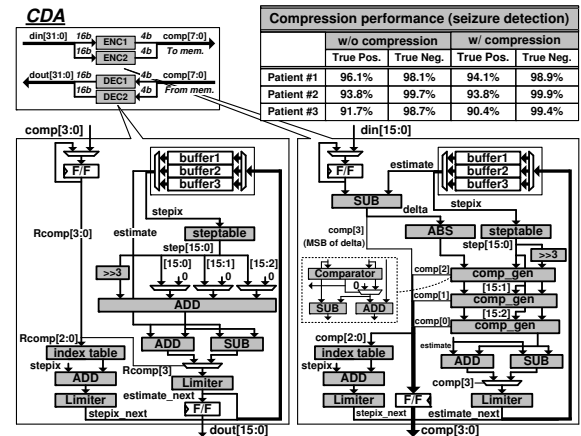 CDA
din[31:0] 16b ENC1 4b comp[7:0]
16b ENC2 4b To mem.
dout[31:0] 16b DEC1 4b comp[7:0]
16b DEC2 4b From mem.
Compression performance (seizure detection)
w/o compression w/ compression
True Pos. True Neg. True Pos. True Neg.
Patient #1 96.1% 98.1% 94.1% 98.9%
Patient #2 93.8% 99.7% 93.8% 99.9%
Patient #3 91.7% 98.7% 90.4% 99.4%
comp[3:0]
F/F
buffer1
buffer2
buffer3
stepix
Rcomp[3:0]
estimate
steptable
step[15:0]
>>3
[15:0] [15:1] [15:2]
0 0 0
ADD
ADD SUB
Rcomp[2:0]
index table
stepix
Rcomp[3]
ADD
Limiter
Limiter
estimate_next
stepix_next
F/F
dout[15:0]
din[15:0]
F/F
estimate
buffer1
buffer2
buffer3
stepix
SUB
delta
comp[3]
(MSB of delta)
ABS steptable
step[15:0]
>>3
Comparator
0
SUB ADD
comp[2]
comp_gen
[15:1]
comp[1]
comp_gen
[15:2]
comp[0]
comp_gen
comp[2:0]
index table
estimate
stepix
ADD SUB
ADD
comp[3]
Limiter
F/F
Limiter
stepix_next
estimate_next
comp[3:0]